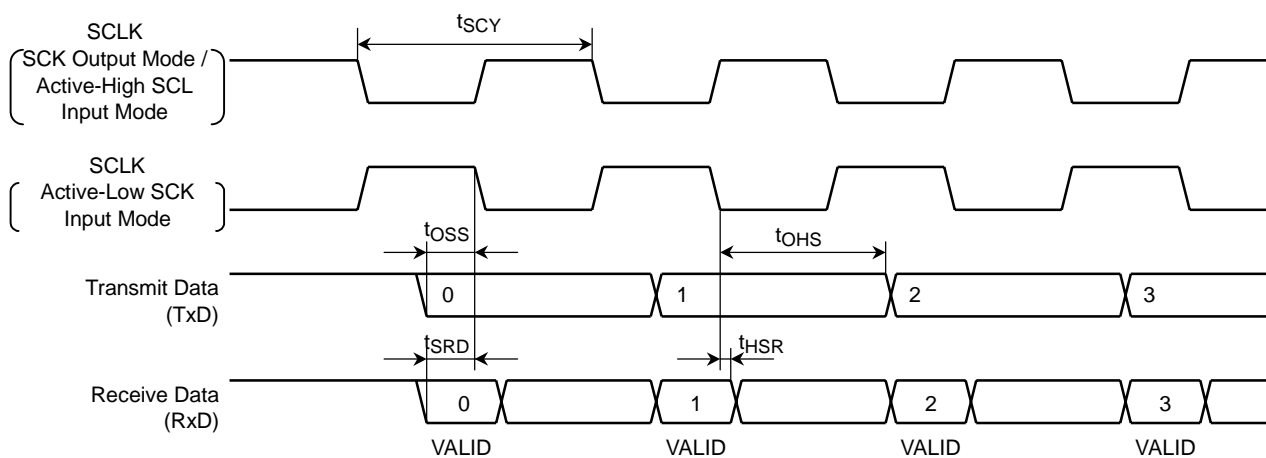 tSCY
SCLK
SCK Output Mode /
Active-High SCL
Input Mode
SCLK
Active-Low SCK
Input Mode
tOSS
tOHS
Transmit Data
(TxD)
0
1
2
3
tSRD
tHSR
Receive Data
(RxD)
0
1
2
3
VALID
VALID
VALID
VALID